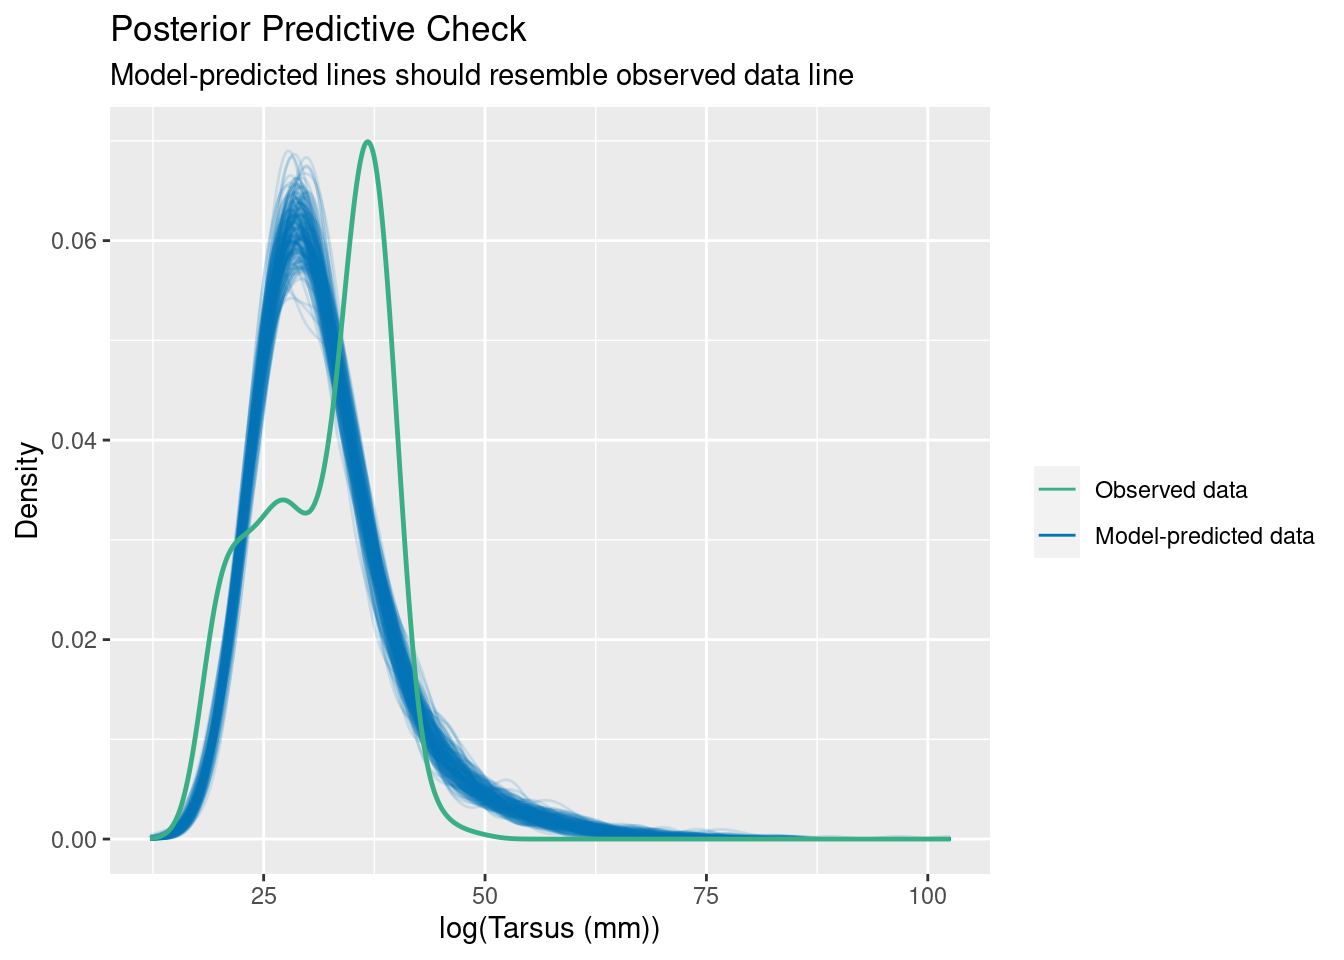 Posterior Predictive Check
Model-predicted lines should resemble observed data line
Density
0.06
0.04
0.02
0.00
25 50 75 100
log(Tarsus (mm))
Observed data
Model-predicted data